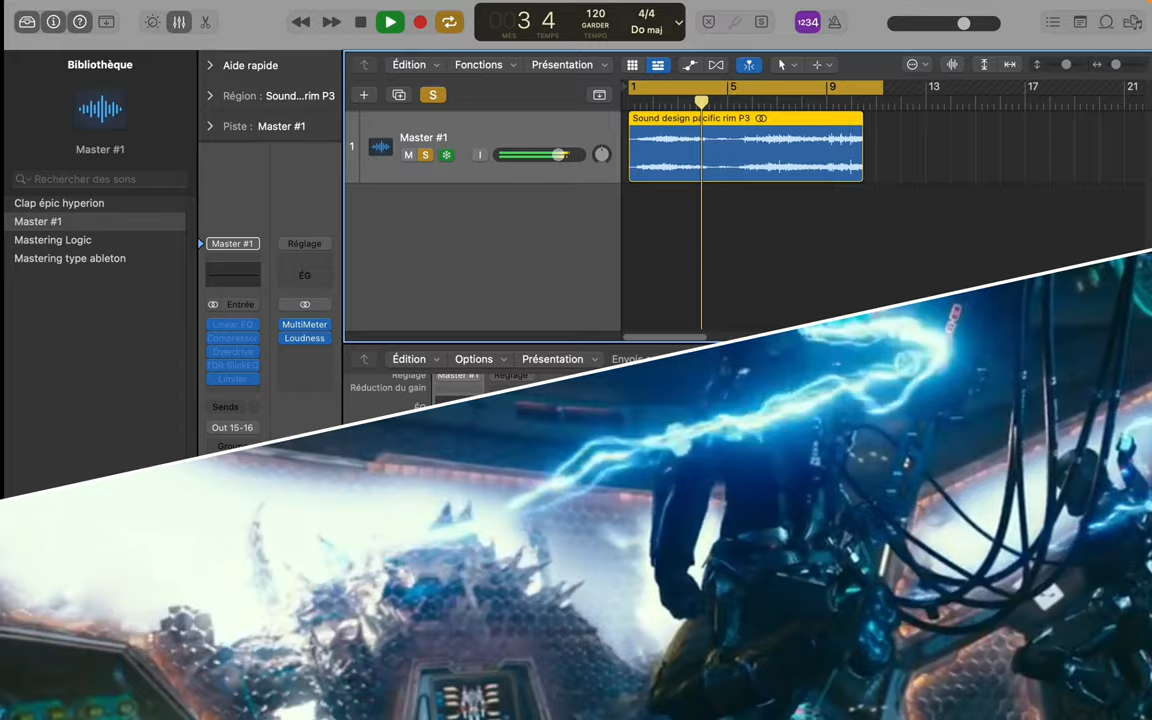 3 4
MES TEMPS
120
GARDER
TEMPO
4/4
Do maj
1234
Bibliothèque
Master #1
Rechercher des sons
Clap épic hyperion
Master #1
Mastering Logic
Mastering type ableton
Aide rapide
Région : Sound...rim P3
Piste : Master #1
Master #1
Réglage
ÉG
Entrée
Linear EQ
Compressor
Overdrive
TDR SlickEQ
Limiter
MultiMeter
Loudness
Sends
Out 15-16
Édition
Fonctions
Présentation
S
1
Master #1
M S I
1 5 9 13 17 21
Sound design pacific rim P3
Édition
Options
Présentation
Réglage
Master #1
Réglage
Réduction du gain